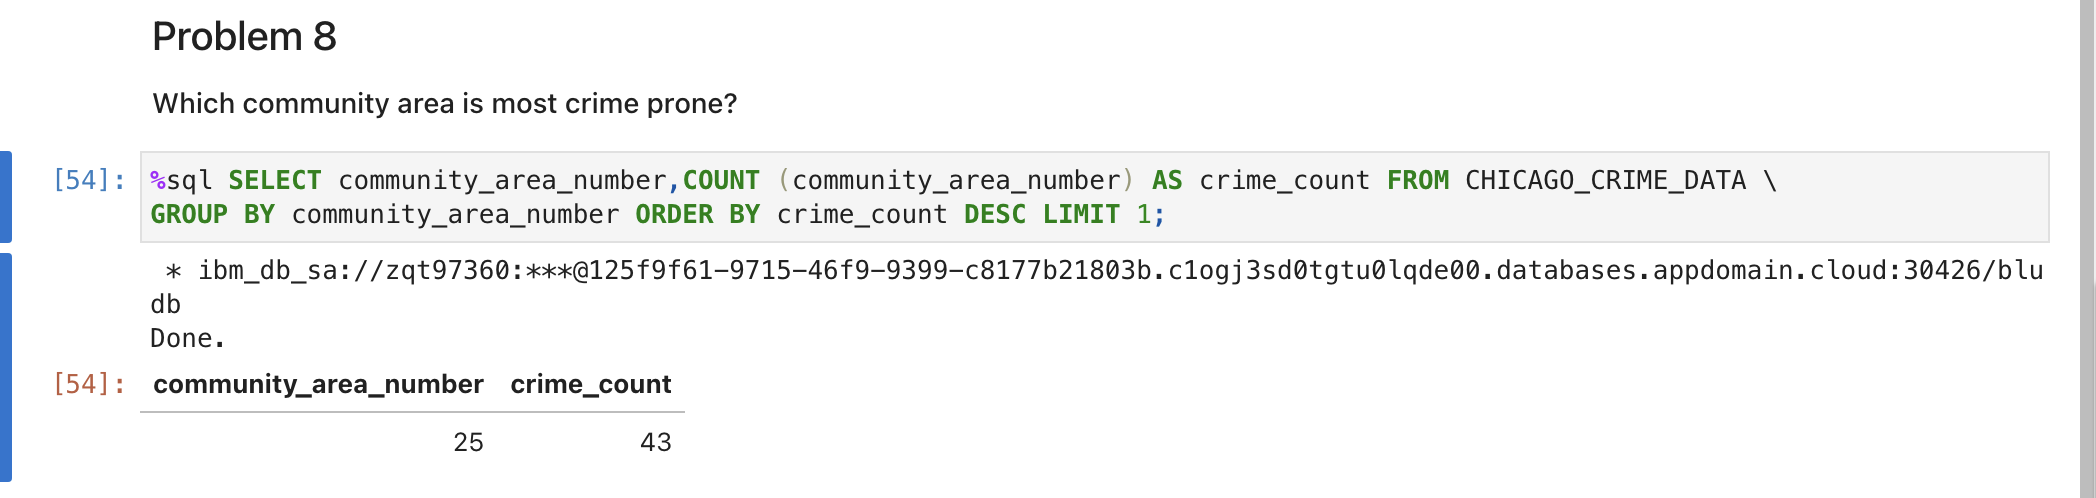 Problem 8
Which community area is most crime prone?
[54]: %sql SELECT community_area_number,COUNT (community_area_number) AS crime_count FROM CHICAGO_CRIME_DATA \
GROUP BY community_area_number ORDER BY crime_count DESC LIMIT 1;
* ibm_db_sa://zqt97360:***@125f9f61-9715-46f9-9399-c8177b21803b.c1ogj3sd0tgtu0lqde00.databases.appdomain.cloud:30426/blu
db
Done.
[54]: community_area_number crime_count
25 43